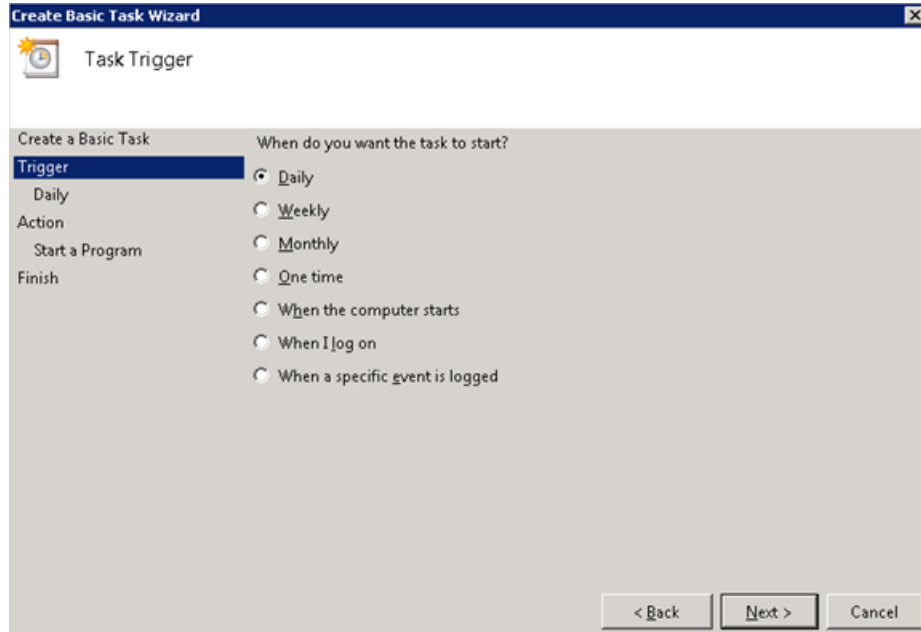 Create Basic Task Wizard
Task Trigger
Create a Basic Task
Trigger
Daily
Action
Start a Program
Finish
When do you want the task to start?
Daily
Weekly
Monthly
One time
When the computer starts
When I log on
When a specific event is logged
< Back
Next >
Cancel